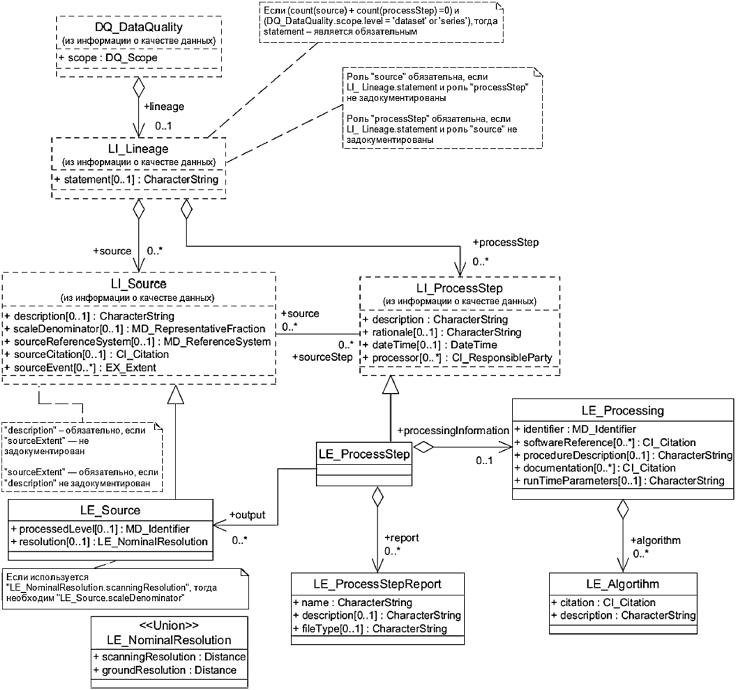 DQ_DataQuality
(из информации о качестве данных)
+ scope : DQ_Scope
Если (count(source) + count(processStep) =0) и
(DQ_DataQuality.scope.level = 'dataset' or 'series'), тогда
statement – является обязательным
+lineage
0..1
Роль "source" обязательна, если
LI_ Lineage.statement и роль "processStep"
не задокументированы
Роль "processStep" обязательна, если
LI_ Lineage.statement и роль "source" не
задокументированы
LI_Lineage
(из информации о качестве данных)
+ statement[0..1] : CharacterString
+source
0..*
+processStep
0..*
LI_Source
(из информации о качестве данных)
+ description[0..1] : CharacterString
+ scaleDenominator[0..1] : MD_RepresentativeFraction
+ sourceReferenceSystem[0..1] : MD_ReferenceSystem
+ sourceCitation[0..1] : CI_Citation
+ sourceEvent[0..*] : EX_Extent
+source
0..*
0..*
+sourceStep
LI_ProcessStep
(из информации о качестве данных)
+ description : CharacterString
+ rationale[0..1] : CharacterString
+ dateTime[0..1] : DateTime
+ processor[0..*] : CI_ResponsibleParty
"description" – обязательно, если
"sourceExtent" — не
задокументирован
"sourceExtent" — обязательно, если
"description" не задокументирован
LE_ProcessStep
+processingInformation
0..1
LE_Processing
+ identifier : MD_Identifier
+ softwareReference[0..*] : CI_Citation
+ procedureDescription[0..1] : CharacterString
+ documentation[0..*] : CI_Citation
+ runTimeParameters[0..1] : CharacterString
LE_Source
+ processedLevel[0..1] : MD_Identifier
+ resolution[0..1] : LE_NominalResolution
+output
0..*
+report
0..*
+algorithm
0..*
Если используется
"LE_NominalResolution.scanningResolution", тогда
необходим "LE_Source.scaleDenominator"
LE_ProcessStepReport
+ name : CharacterString
+ description[0..1] : CharacterString
+ fileType[0..1] : CharacterString
LE_Algortihm
+ citation : CI_Citation
+ description : CharacterString
<<Union>>
LE_NominalResolution
+ scanningResolution : Distance
+ groundResolution : Distance